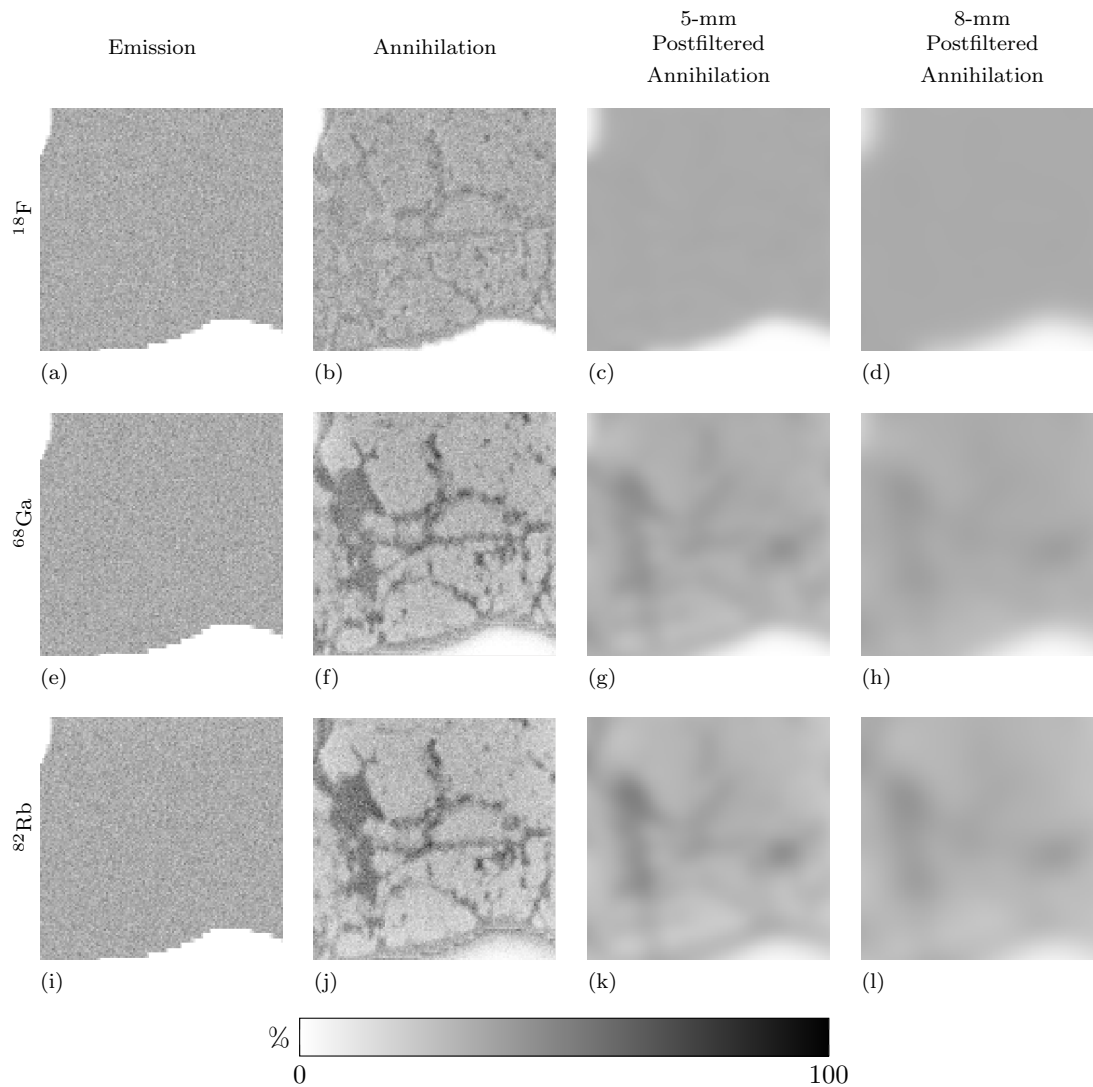 Emission
Annihilation
5-mm
Postfiltered
Annihilation
8-mm
Postfiltered
Annihilation
¹⁸F
(a)
(b)
(c)
(d)
⁶⁸Ga
(e)
(f)
(g)
(h)
⁸²Rb
(i)
(j)
(k)
(l)
%
0
100